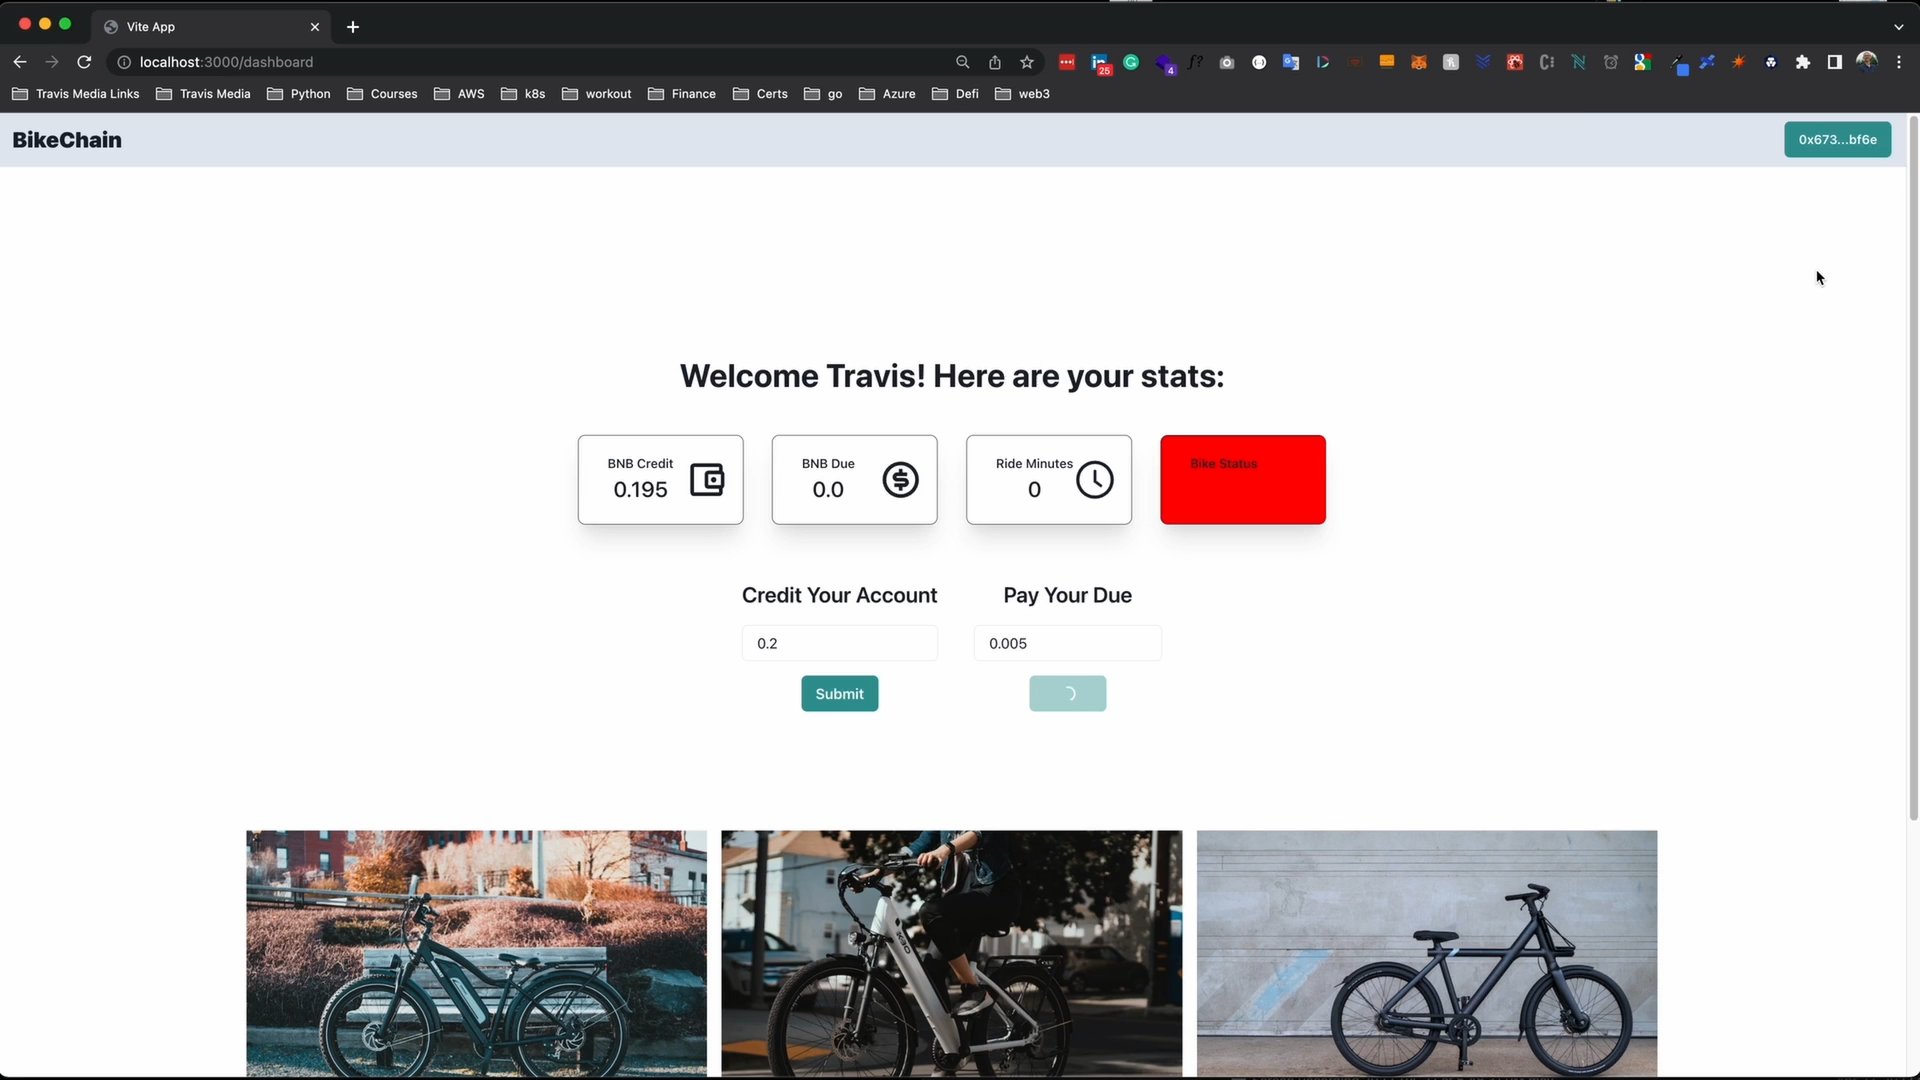 Vite App
localhost:3000/dashboard
25
4
Travis Media Links
Travis Media
Python
Courses
AWS
k8s
workout
Finance
Certs
go
Azure
Defi
web3
BikeChain
0x673...bf6e
Welcome Travis! Here are your stats:
BNB Credit
0.195
BNB Due
0.0
Ride Minutes
0
Bike Status
Credit Your Account
Pay Your Due
0.2
0.005
Submit